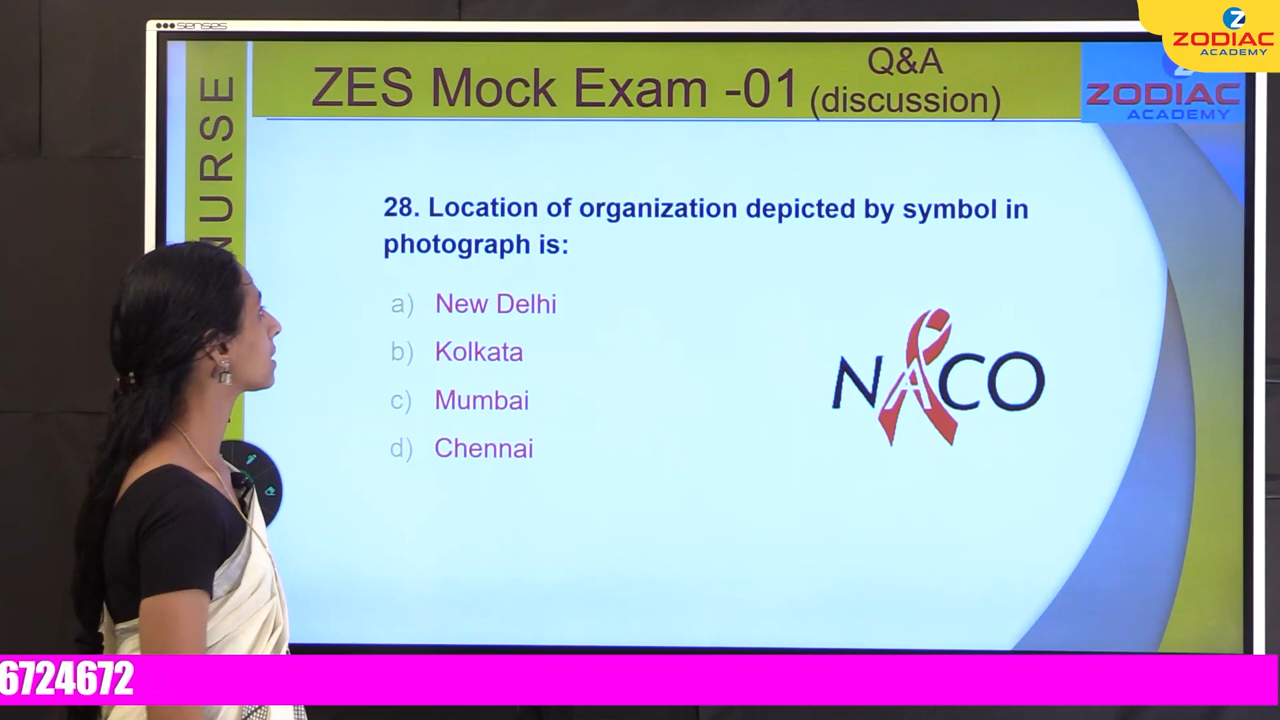 senses
ZODIAC
ACADEMY
NURSE
ZES Mock Exam -01
Q&A
(discussion)
ZODIAC
ACADEMY
28. Location of organization depicted by symbol in
photograph is:
a) New Delhi
b) Kolkata
c) Mumbai
d) Chennai
NACO
6724672